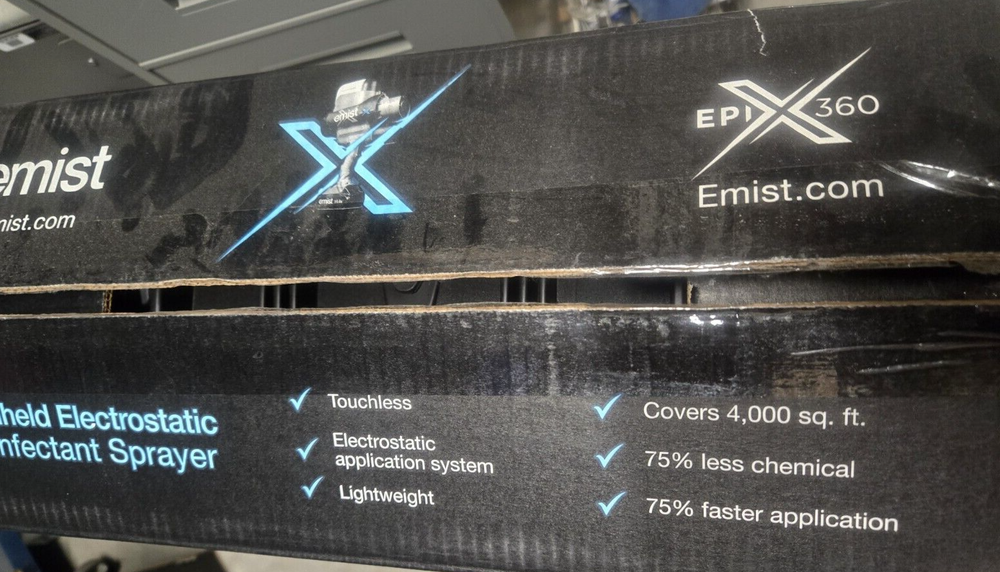 emist
EPIX360
mist.com
Emist.com
held Electrostatic
nfectant Sprayer
Touchless
Electrostatic
application system
Lightweight
Covers 4,000 sq. ft.
75% less chemical
75% faster application
emist